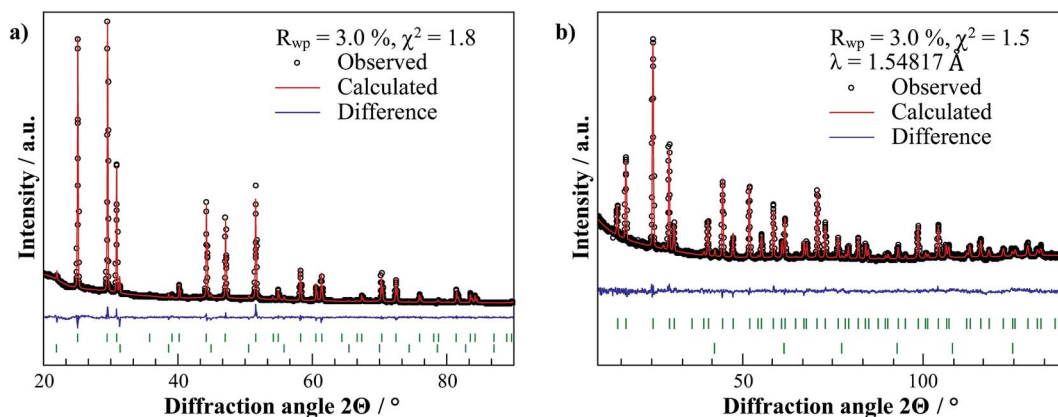 a)
R_wp = 3.0 %, χ² = 1.8
Observed
Calculated
Difference
Intensity / a.u.
20 40 60 80
Diffraction angle 2Θ / °
b)
R_wp = 3.0 %, χ² = 1.5
λ = 1.54817 Å
Observed
Calculated
Difference
Intensity / a.u.
50 100
Diffraction angle 2Θ / °